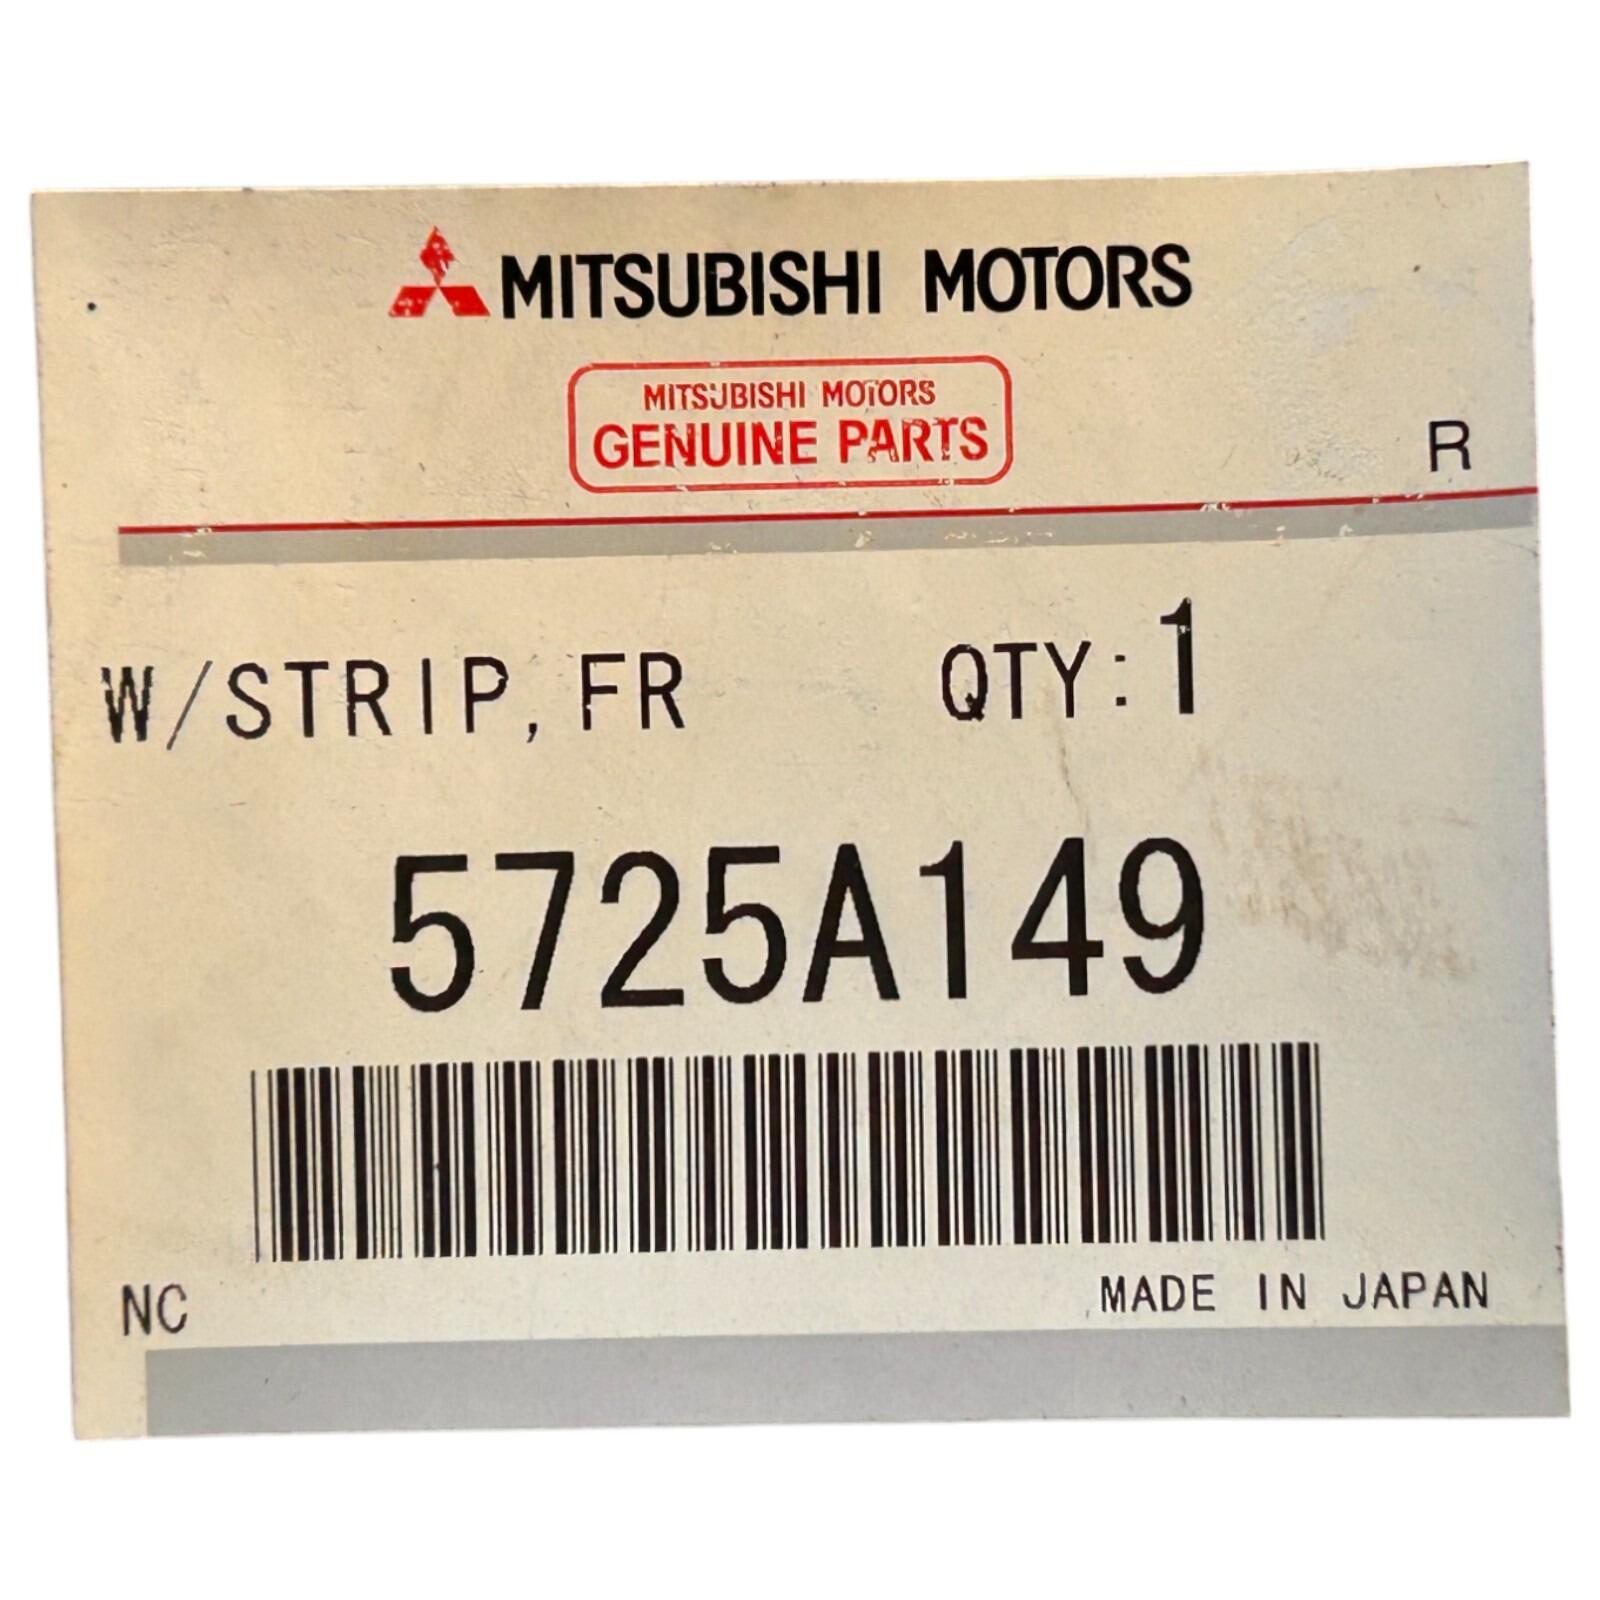 MITSUBISHI MOTORS
MITSUBISHI MOTORS
GENUINE PARTS
R
W/STRIP, FR QTY:1
5725A149
NC MADE IN JAPAN